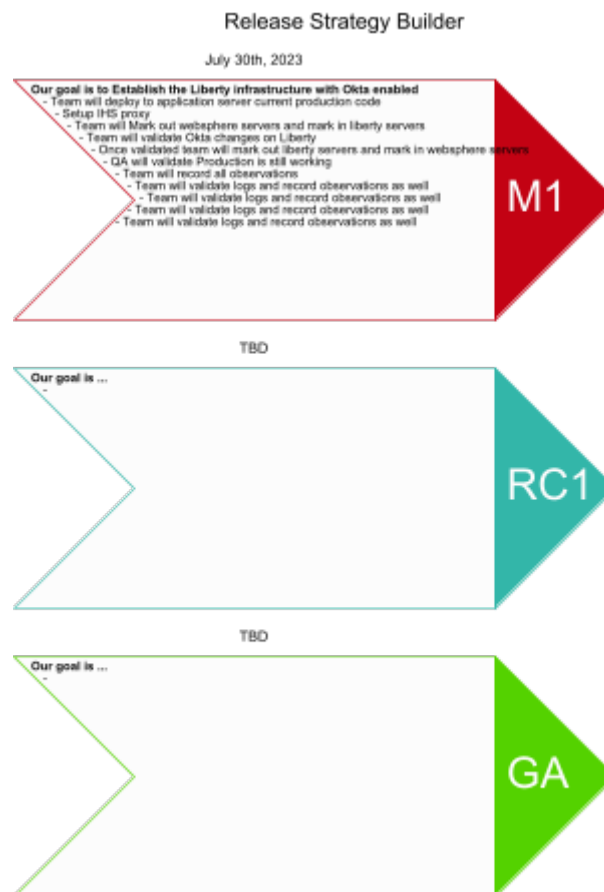 Release Strategy Builder
July 30th, 2023
Our goal is to Establish the Liberty infrastructure with Okta enabled
- Team will deploy to application server current production code
- Setup IHS proxy
- Team will Mark out websphere servers and mark in liberty servers
- Team will validate Okta changes on Liberty
- Once validated team will mark out liberty servers and mark in websphere servers
- QA will validate Production is still working
- Team will record all observations
- Team will validate logs and record observations as well
- Team will validate logs and record observations as well
- Team will validate logs and record observations as well
- Team will validate logs and record observations as well
M1
TBD
Our goal is ...
-
RC1
TBD
Our goal is ...
-
GA